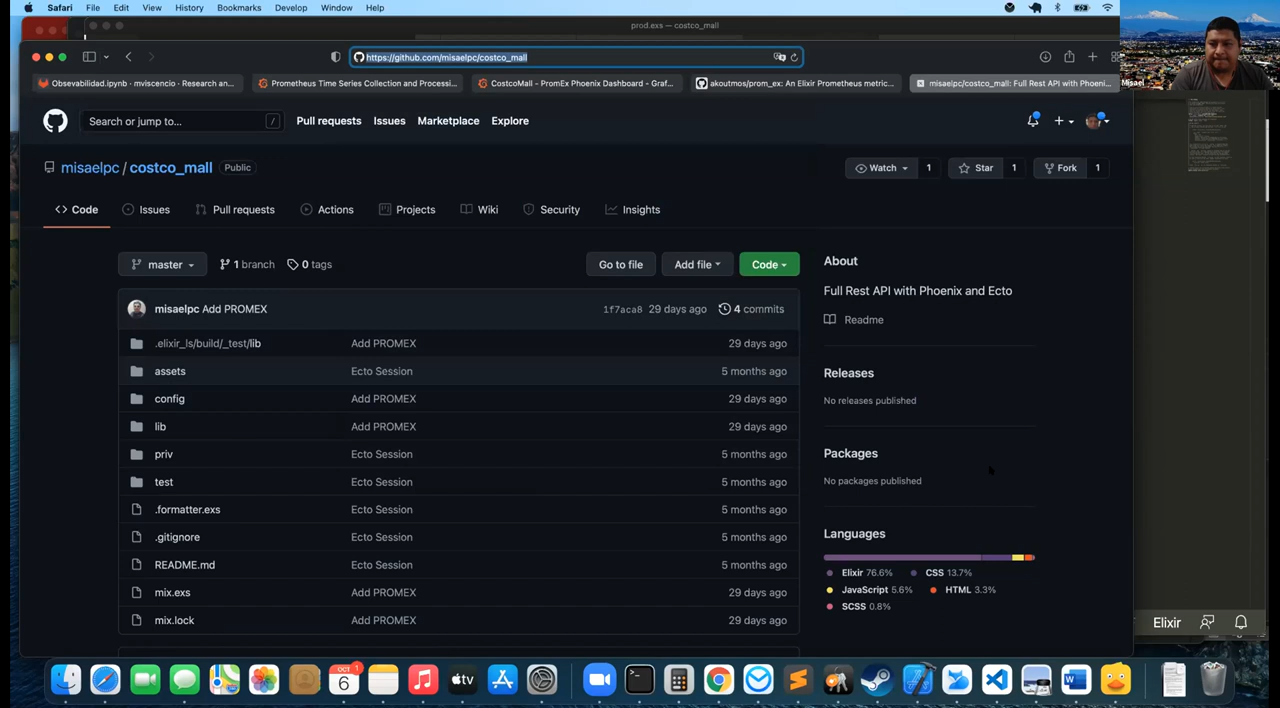 Safari File Edit View History Bookmarks Develop Window Help
prod.exs — costco_mall
https://github.com/misaelpc/costco_mall
Obsevabilidad.ipynb · mviscencio · Research an...
Prometheus Time Series Collection and Processi...
CostcoMall - PromEx Phoenix Dashboard - Graf...
akoutmos/prom_ex: An Elixir Prometheus metric...
misaelpc/costco_mall: Full Rest API with Phoeni...
Misael
Search or jump to... /
Pull requests Issues Marketplace Explore
misaelpc / costco_mall Public
Watch 1 Star 1 Fork 1
Code Issues Pull requests Actions Projects Wiki Security Insights
master 1 branch 0 tags Go to file Add file Code
misaelpc Add PROMEX 1f7aca8 29 days ago 4 commits
.elixir_ls/build/_test/lib Add PROMEX 29 days ago
assets Ecto Session 5 months ago
config Add PROMEX 29 days ago
lib Add PROMEX 29 days ago
priv Ecto Session 5 months ago
test Ecto Session 5 months ago
.formatter.exs Ecto Session 5 months ago
.gitignore Ecto Session 5 months ago
README.md Ecto Session 5 months ago
mix.exs Add PROMEX 29 days ago
mix.lock Add PROMEX 29 days ago
About
Full Rest API with Phoenix and Ecto
Readme
Releases
No releases published
Packages
No packages published
Languages
Elixir 76.6% CSS 13.7%
JavaScript 5.6% HTML 3.3%
SCSS 0.8%
Elixir
OCT 1
6
tv
W